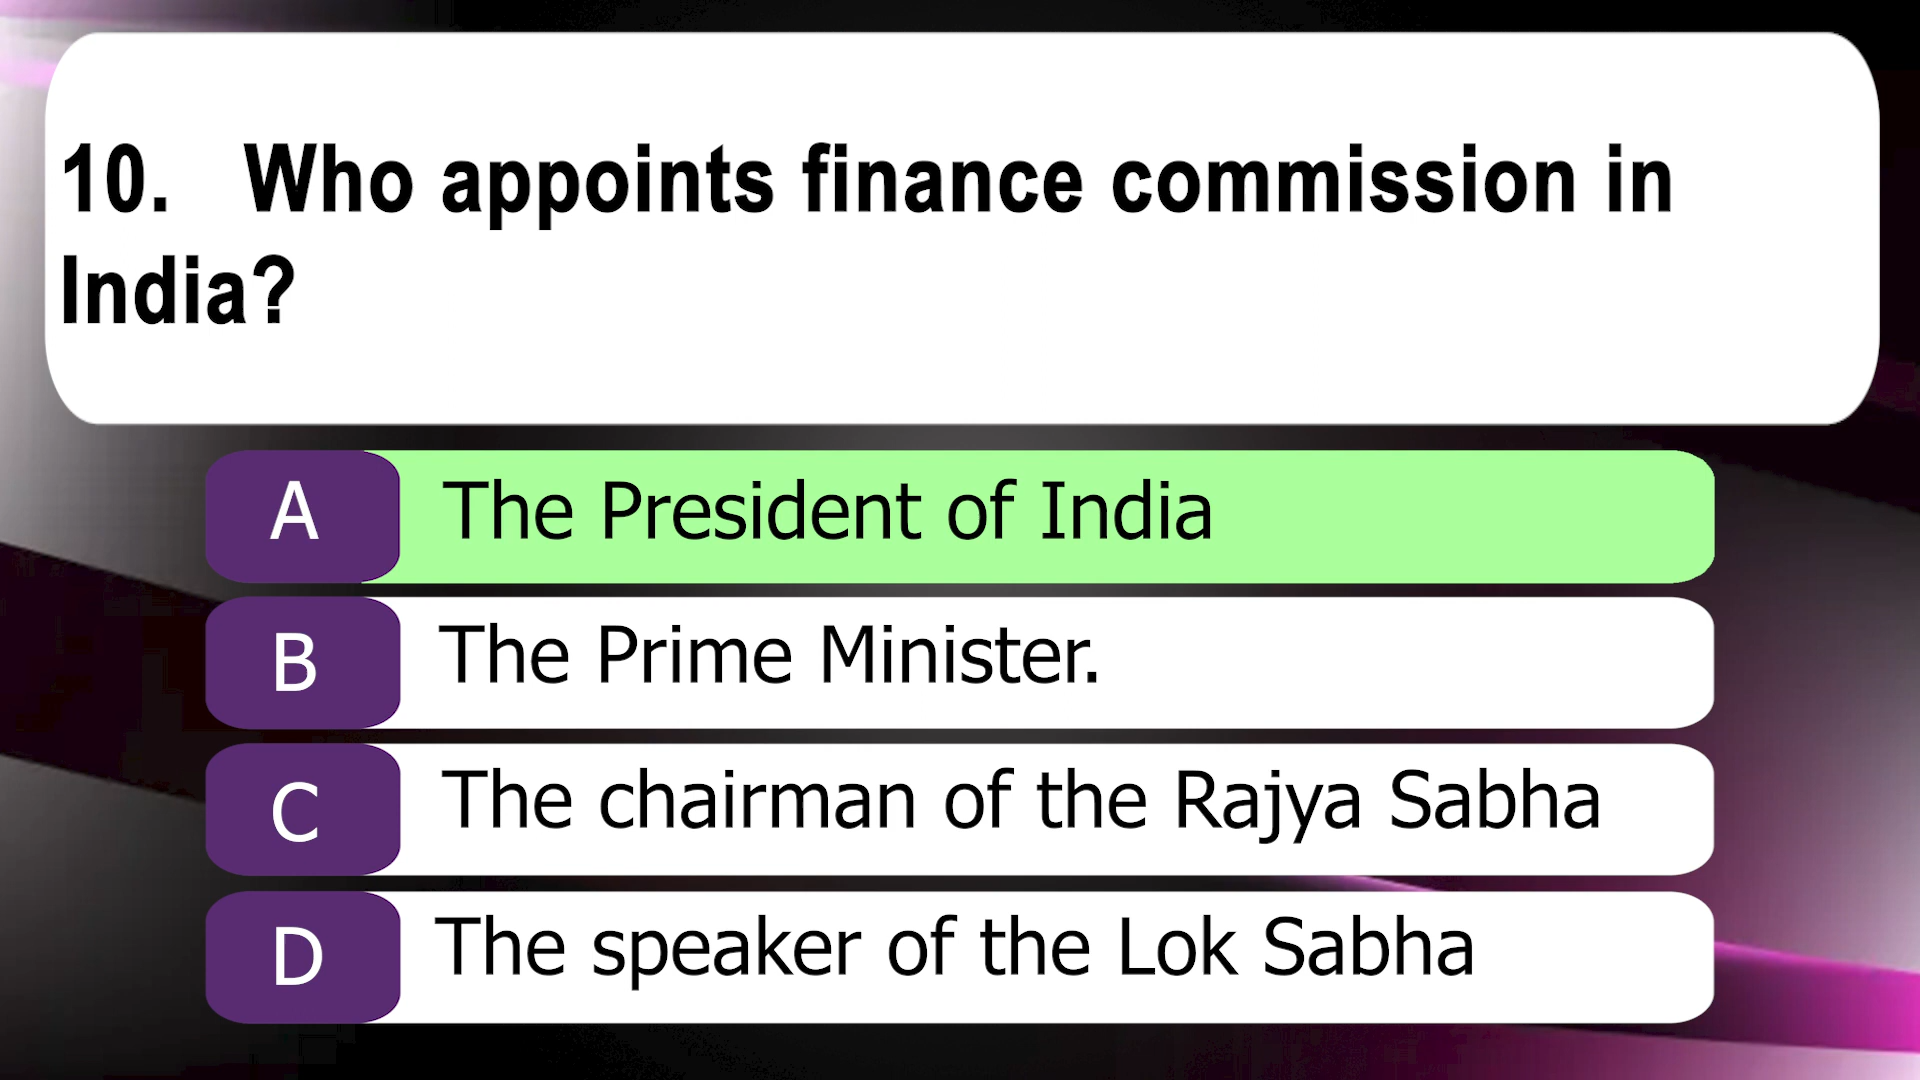 10. Who appoints finance commission in
India?
A The President of India
B The Prime Minister.
C The chairman of the Rajya Sabha
D The speaker of the Lok Sabha